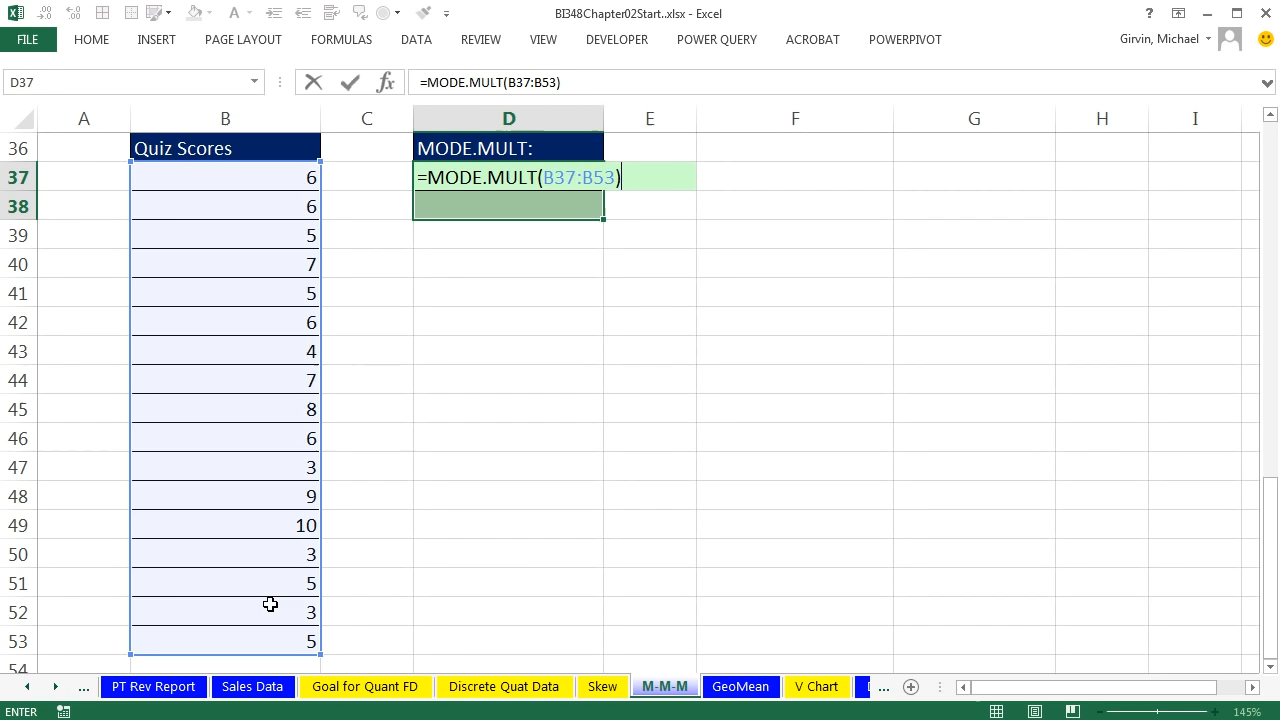 BI348Chapter02Start..xlsx - Excel
FILE HOME INSERT PAGE LAYOUT FORMULAS DATA REVIEW VIEW DEVELOPER POWER QUERY ACROBAT POWERPIVOT Girvin, Michael
D37 =MODE.MULT(B37:B53)
A B C D E F G H I
36 Quiz Scores MODE.MULT:
37 6 =MODE.MULT(B37:B53)
38 6
39 5
40 7
41 5
42 6
43 4
44 7
45 8
46 6
47 3
48 9
49 10
50 3
51 5
52 3
53 5
54
... PT Rev Report Sales Data Goal for Quant FD Discrete Quat Data Skew M-M-M GeoMean V Chart ...
ENTER 145%